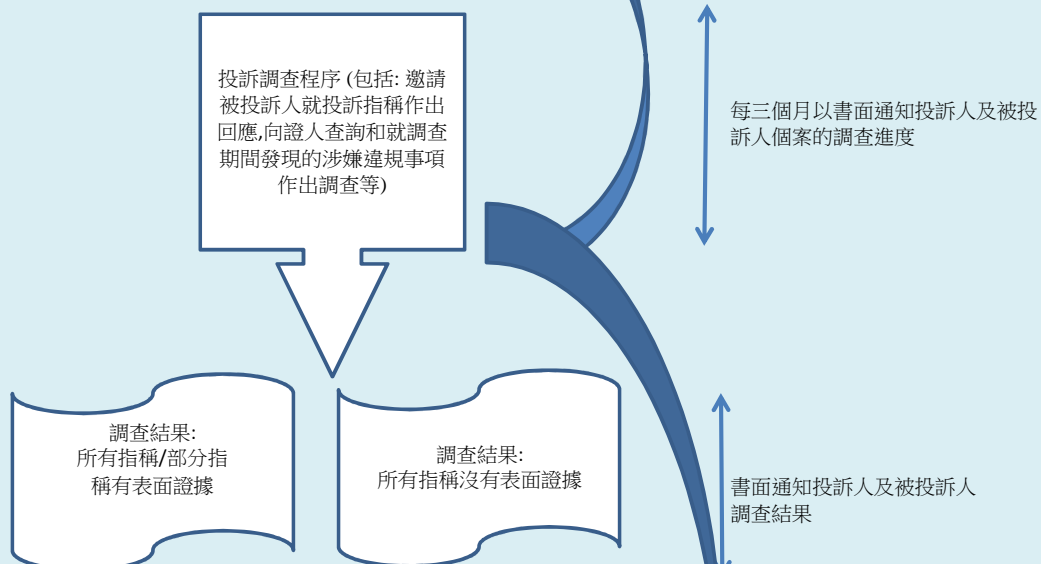 投訴調查程序 (包括: 邀請
被投訴人就投訴指稱作出
回應,向證人查詢和就調查
期間發現的涉嫌違規事項
作出調查等)
每三個月以書面通知投訴人及被投
訴人個案的調查進度
調查結果:
所有指稱/部分指
稱有表面證據
調查結果:
所有指稱沒有表面證據
書面通知投訴人及被投訴人
調查結果